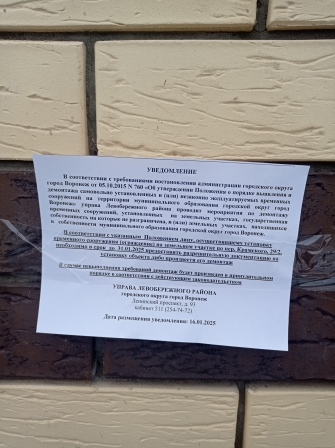 УВЕДОМЛЕНИЕ
В соответствии с требованиями постановления администрации городского округа
город Воронеж от 05.10.2015 N 760 «Об утверждении Положения о порядке выявления и
демонтажа самовольно установленных и (или) незаконно эксплуатируемых временных
сооружений на территории муниципального образования городской округ город
Воронеж» управа Левобережного района проводит мероприятия по демонтажу
временных сооружений, установленных на земельных участках, государственная
собственность на которые не разграничена, и (или) земельных участках, находящихся
в собственности муниципального образования городской округ город Воронеж.
В соответствии с указанным Положением лицу, осуществившему установку
временного сооружения (ограждения) на земельном участке по пер. 29/2,
необходимо в срок до 31.01.2025 предоставить разрешительную документацию на
установку объекта либо произвести его демонтаж.
В случае невыполнения требований демонтаж будет произведен в принудительном
порядке в соответствии с действующим законодательством
УПРАВА ЛЕВОБЕРЕЖНОГО РАЙОНА
городского округа город Воронеж
Ленинский проспект, д. 93
кабинет 311 (254-74-72)
Дата размещения уведомления: 16.01.2025